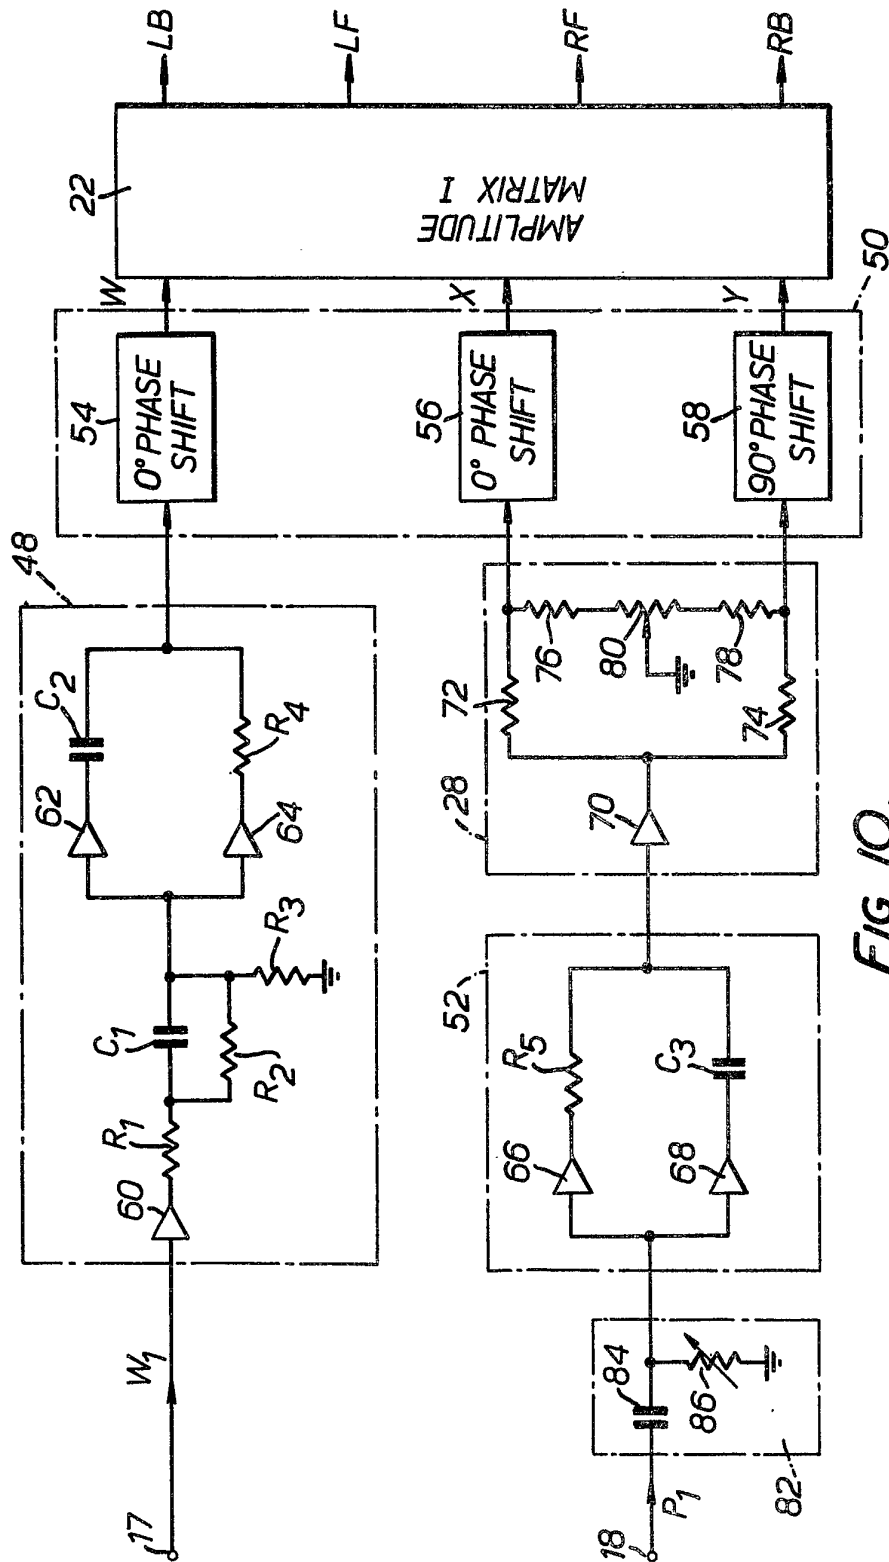 17
W1
48
60
R1
C1
R2
R3
62
C2
64
R4
54
0° PHASE
SHIFT
W
22
AMPLITUDE
MATRIX I
LB
LF
RF
RB
18
P1
82
84
86
52
66
R5
68
C3
28
70
72
74
76
80
78
56
0° PHASE
SHIFT
X
58
90° PHASE
SHIFT
Y
50
FIG 10.